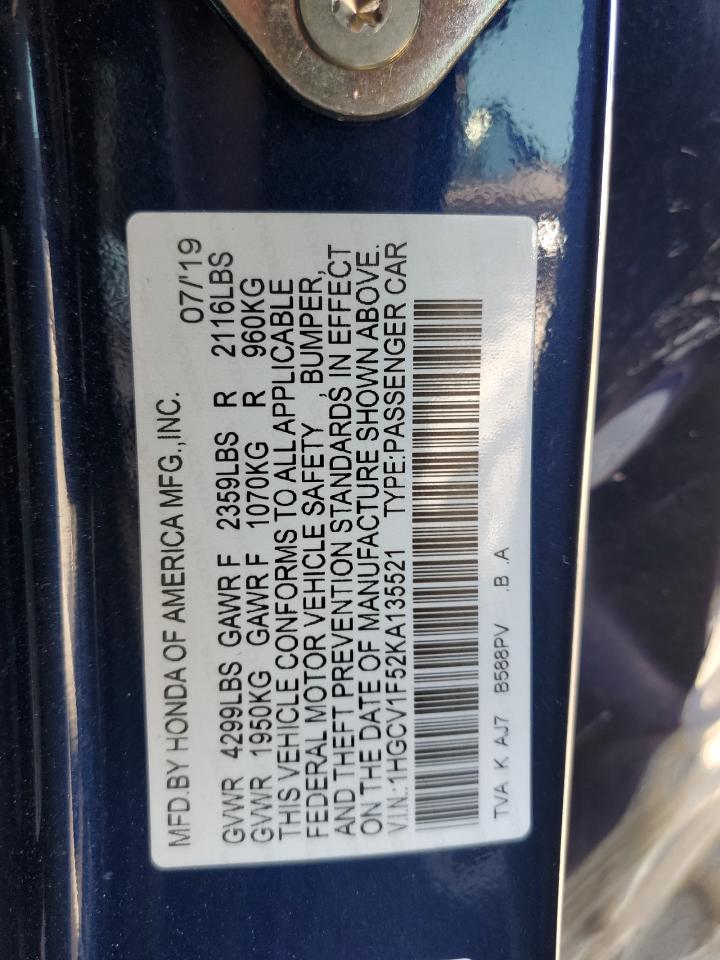 MFD.BY HONDA OF AMERICA MFG.,INC. 07/'19
GVWR 4299LBS GAWR F 2359LBS R 2116LBS
GVWR 1950KG GAWR F 1070KG R 960KG
THIS VEHICLE CONFORMS TO ALL APPLICABLE
FEDERAL MOTOR VEHICLE SAFETY , BUMPER,
AND THEFT PREVENTION STANDARDS IN EFFECT
ON THE DATE OF MANUFACTURE SHOWN ABOVE.
V.I.N.:1HGCV1F52KA135521 TYPE:PASSENGER CAR
TVA K AJ7 B588PV .B .A